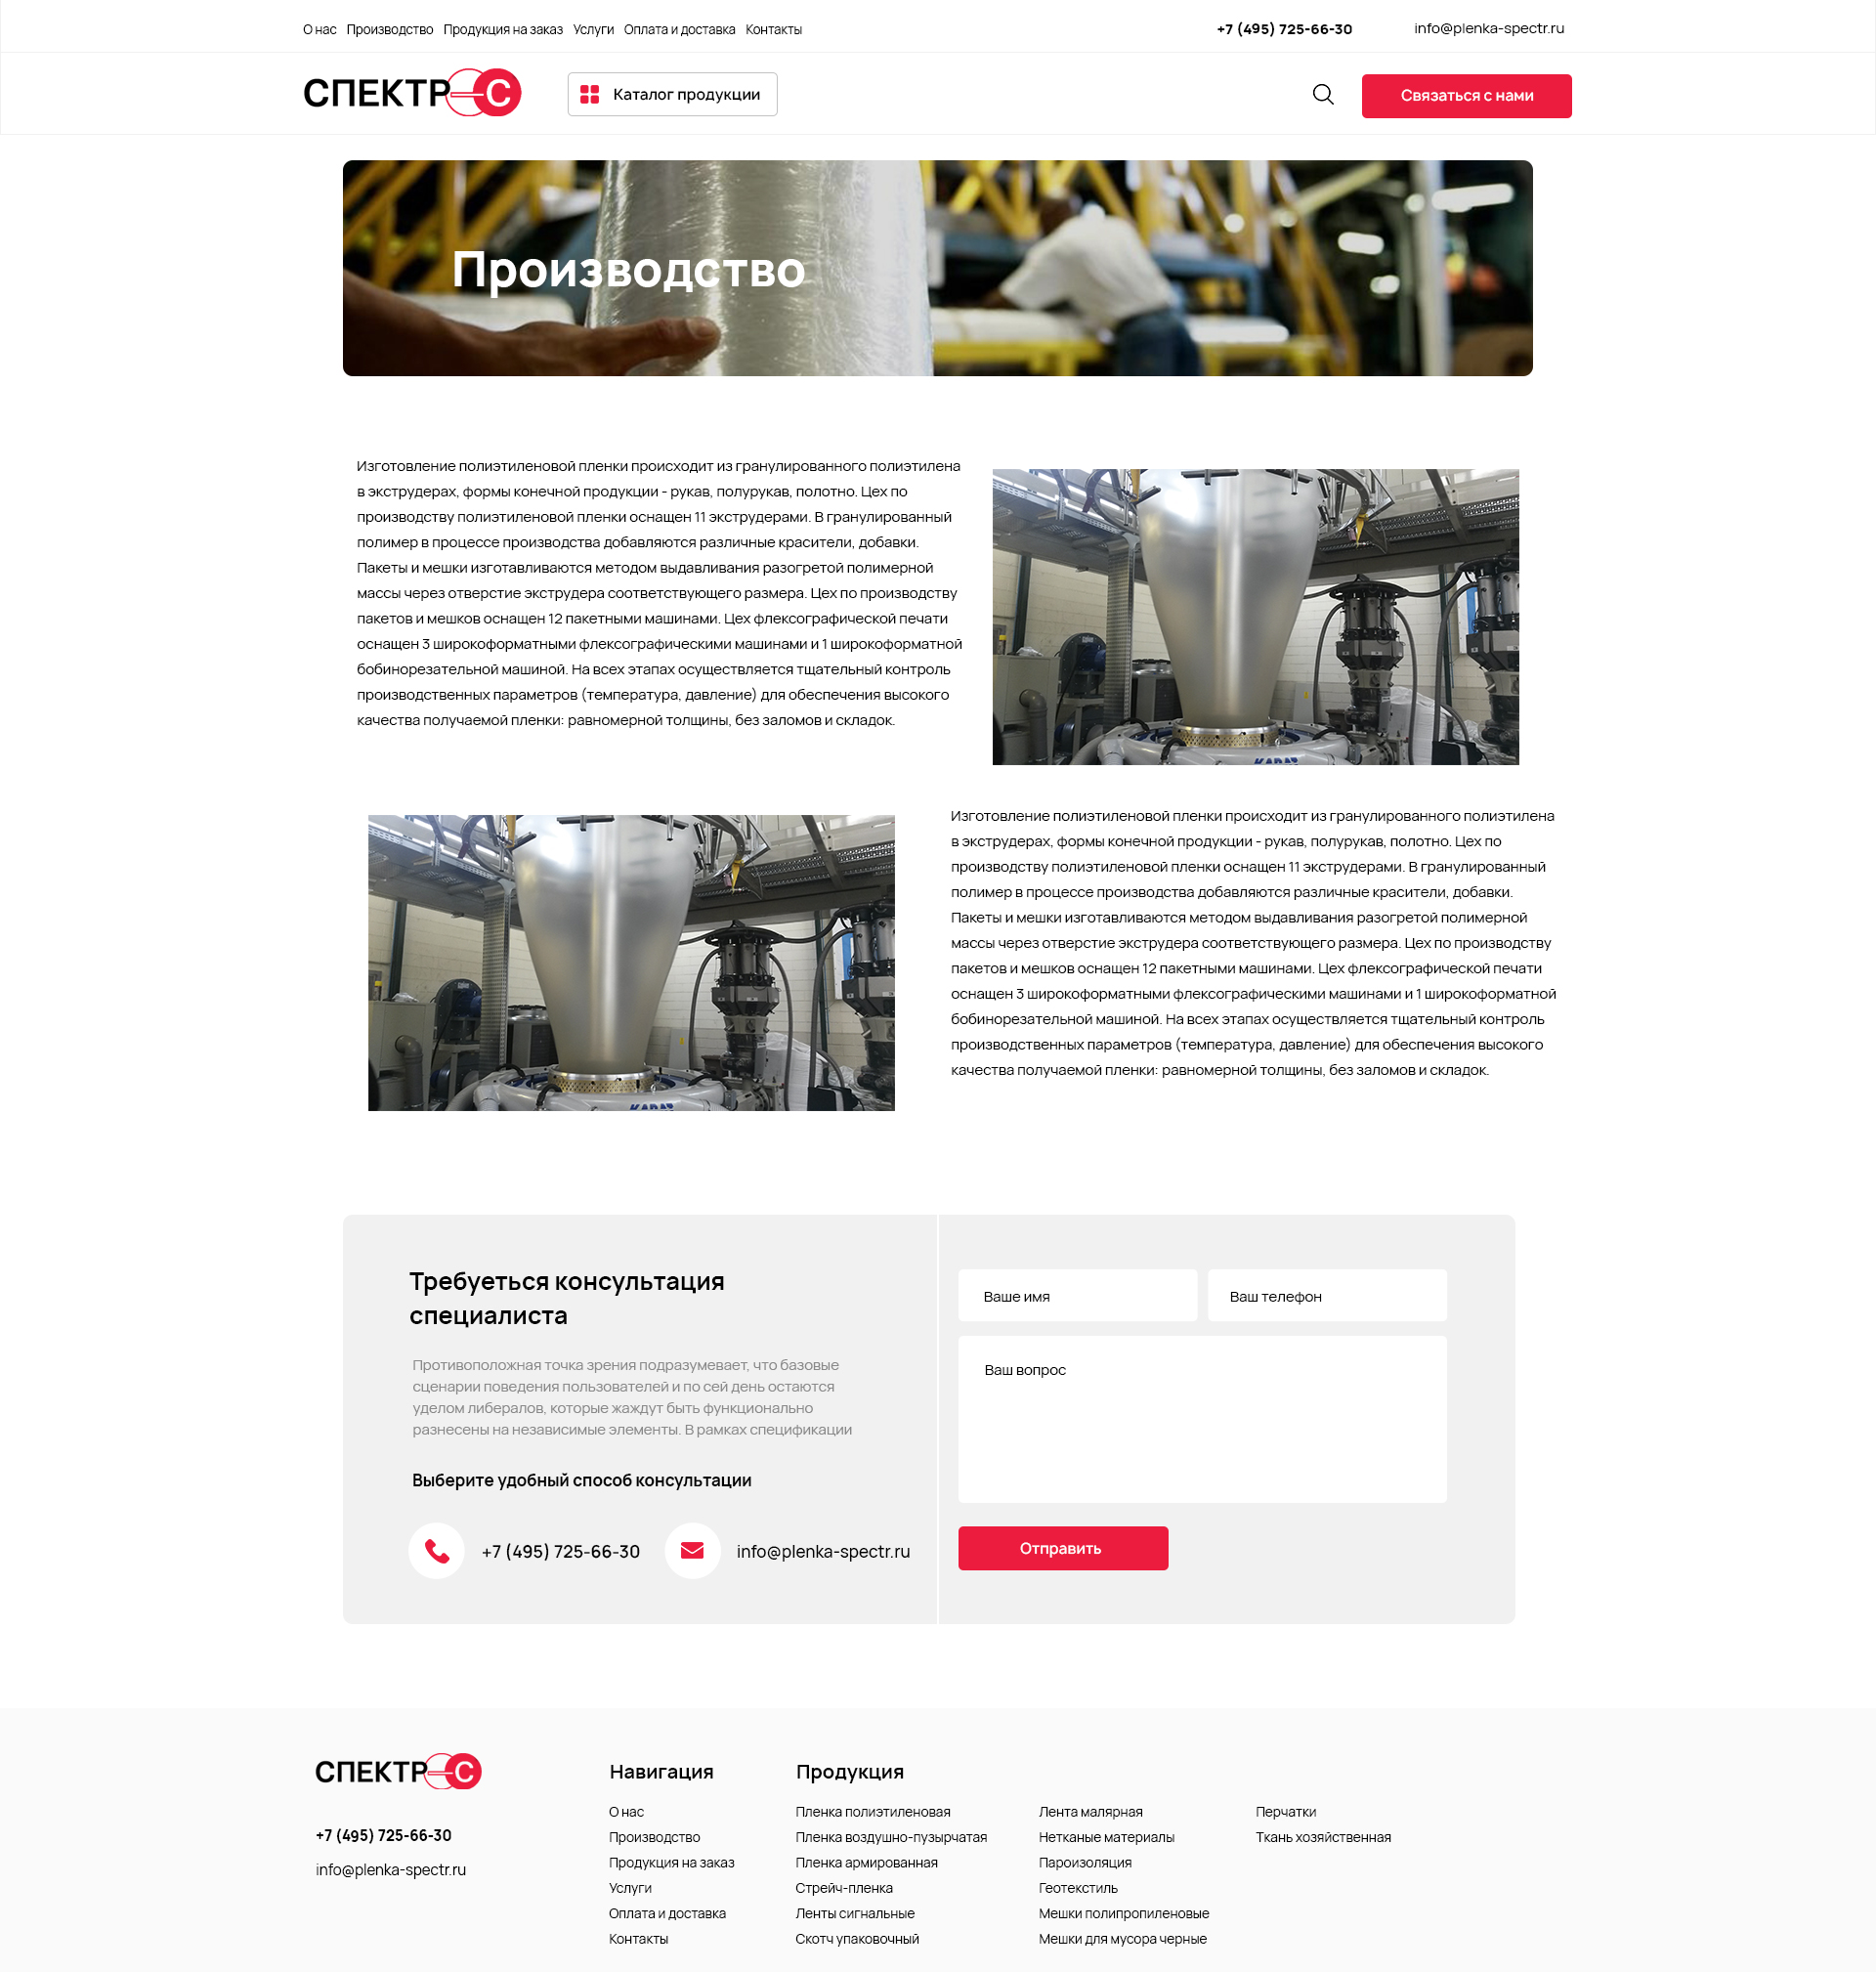 О нас Производство Продукция на заказ Услуги Оплата и доставка Контакты
+7 (495) 725-66-30
info@plenka-spectr.ru
СПЕКТР С
Каталог продукции
Связаться с нами
Производство
Изготовление полиэтиленовой пленки происходит из гранулированного полиэтилена
в экструдерах, формы конечной продукции - рукав, полурукав, полотно. Цех по
производству полиэтиленовой пленки оснащен 11 экструдерами. В гранулированный
полимер в процессе производства добавляются различные красители, добавки.
Пакеты и мешки изготавливаются методом выдавливания разогретой полимерной
массы через отверстие экструдера соответствующего размера. Цех по производству
пакетов и мешков оснащен 12 пакетными машинами. Цех флексографической печати
оснащен 3 широкоформатными флексографическими машинами и 1 широкоформатной
бобинорезательной машиной. На всех этапах осуществляется тщательный контроль
производственных параметров (температура, давление) для обеспечения высокого
качества получаемой пленки: равномерной толщины, без заломов и складок.
Изготовление полиэтиленовой пленки происходит из гранулированного полиэтилена
в экструдерах, формы конечной продукции - рукав, полурукав, полотно. Цех по
производству полиэтиленовой пленки оснащен 11 экструдерами. В гранулированный
полимер в процессе производства добавляются различные красители, добавки.
Пакеты и мешки изготавливаются методом выдавливания разогретой полимерной
массы через отверстие экструдера соответствующего размера. Цех по производству
пакетов и мешков оснащен 12 пакетными машинами. Цех флексографической печати
оснащен 3 широкоформатными флексографическими машинами и 1 широкоформатной
бобинорезательной машиной. На всех этапах осуществляется тщательный контроль
производственных параметров (температура, давление) для обеспечения высокого
качества получаемой пленки: равномерной толщины, без заломов и складок.
Требуеться консультация
специалиста
Противоположная точка зрения подразумевает, что базовые
сценарии поведения пользователей и по сей день остаются
уделом либералов, которые жаждут быть функционально
разнесены на независимые элементы. В рамках спецификации
Выберите удобный способ консультации
+7 (495) 725-66-30
info@plenka-spectr.ru
Ваше имя
Ваш телефон
Ваш вопрос
Отправить
СПЕКТР С
+7 (495) 725-66-30
info@plenka-spectr.ru
Навигация
О нас
Производство
Продукция на заказ
Услуги
Оплата и доставка
Контакты
Продукция
Пленка полиэтиленовая
Пленка воздушно-пузырчатая
Пленка армированная
Стрейч-пленка
Ленты сигнальные
Скотч упаковочный
Лента малярная
Нетканые материалы
Пароизоляция
Геотекстиль
Мешки полипропиленовые
Мешки для мусора черные
Перчатки
Ткань хозяйственная